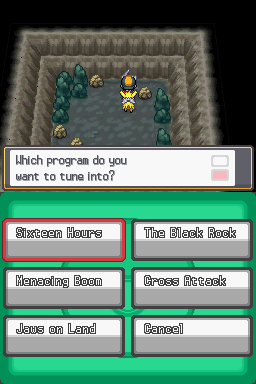 Which program do you
want to tune into?
Sixteen Hours
The Black Rock
Menacing Boom
Cross Attack
Jaws on Land
Cancel